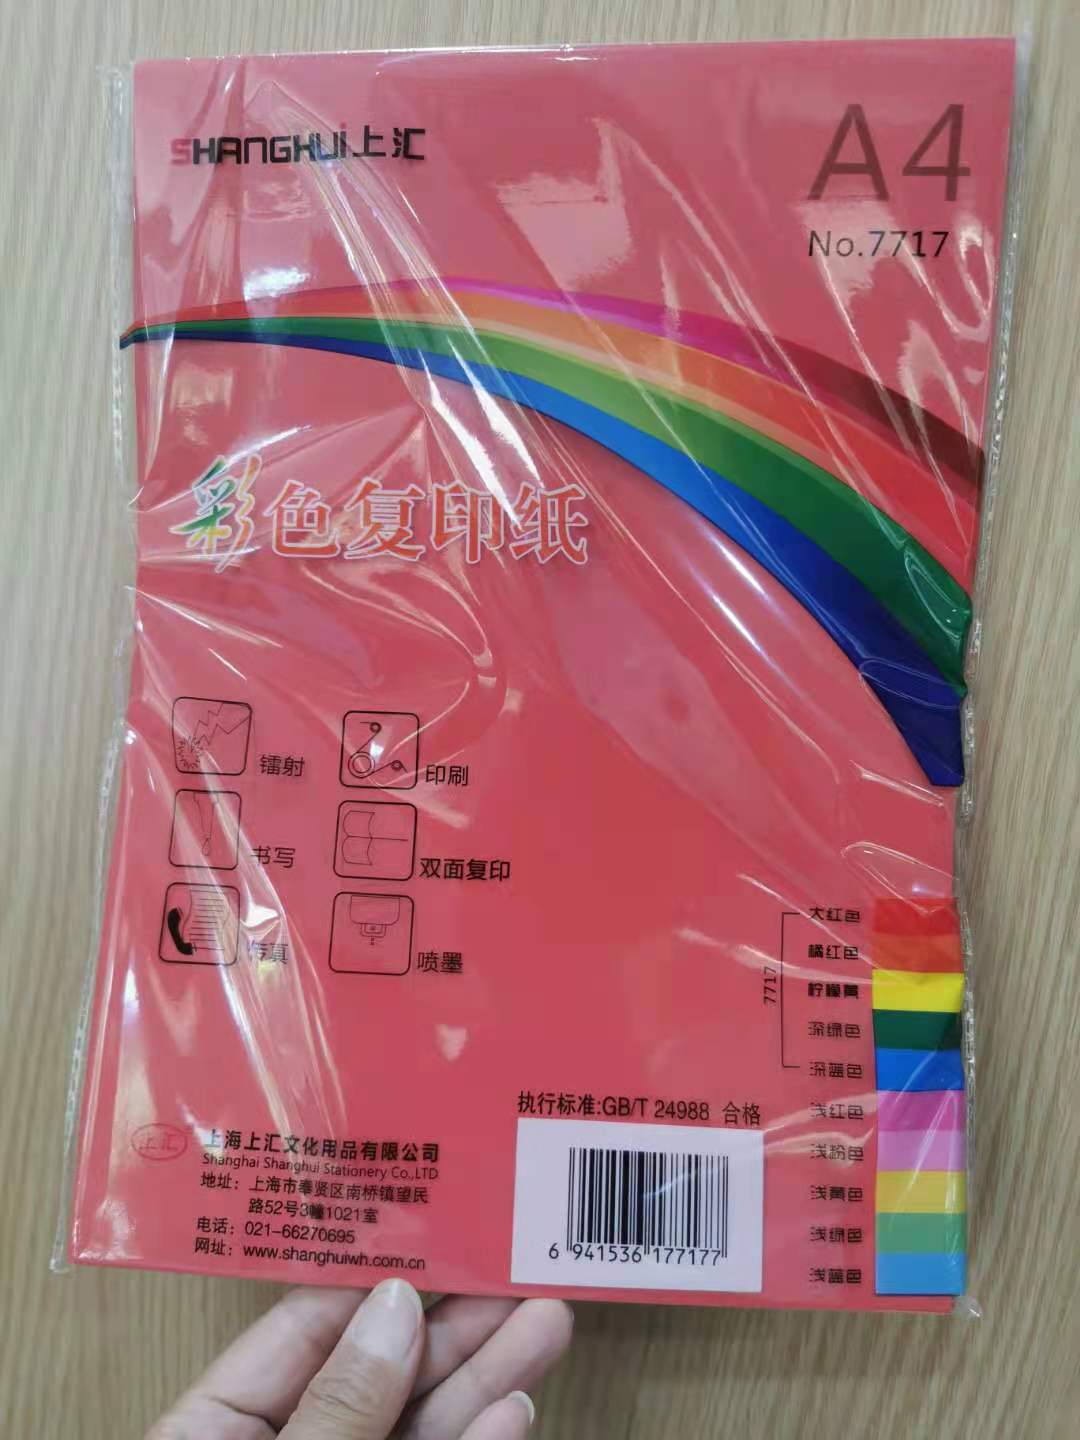 SHANGHUi上汇
A4
No.7717
彩色复印纸
镭射
印刷
书写
双面复印
传真
喷墨
7717
大红色
橘红色
柠檬黄
深绿色
深蓝色
浅红色
浅粉色
浅黄色
浅绿色
浅蓝色
执行标准:GB/T 24988 合格
上汇
上海上汇文化用品有限公司
Shanghai Shanghui Stationery Co.,LTD
地址：上海市奉贤区南桥镇望民
路52号3幢1021室
电话：021-66270695
网址：www.shanghuiwh.com.cn
6 941536 177177